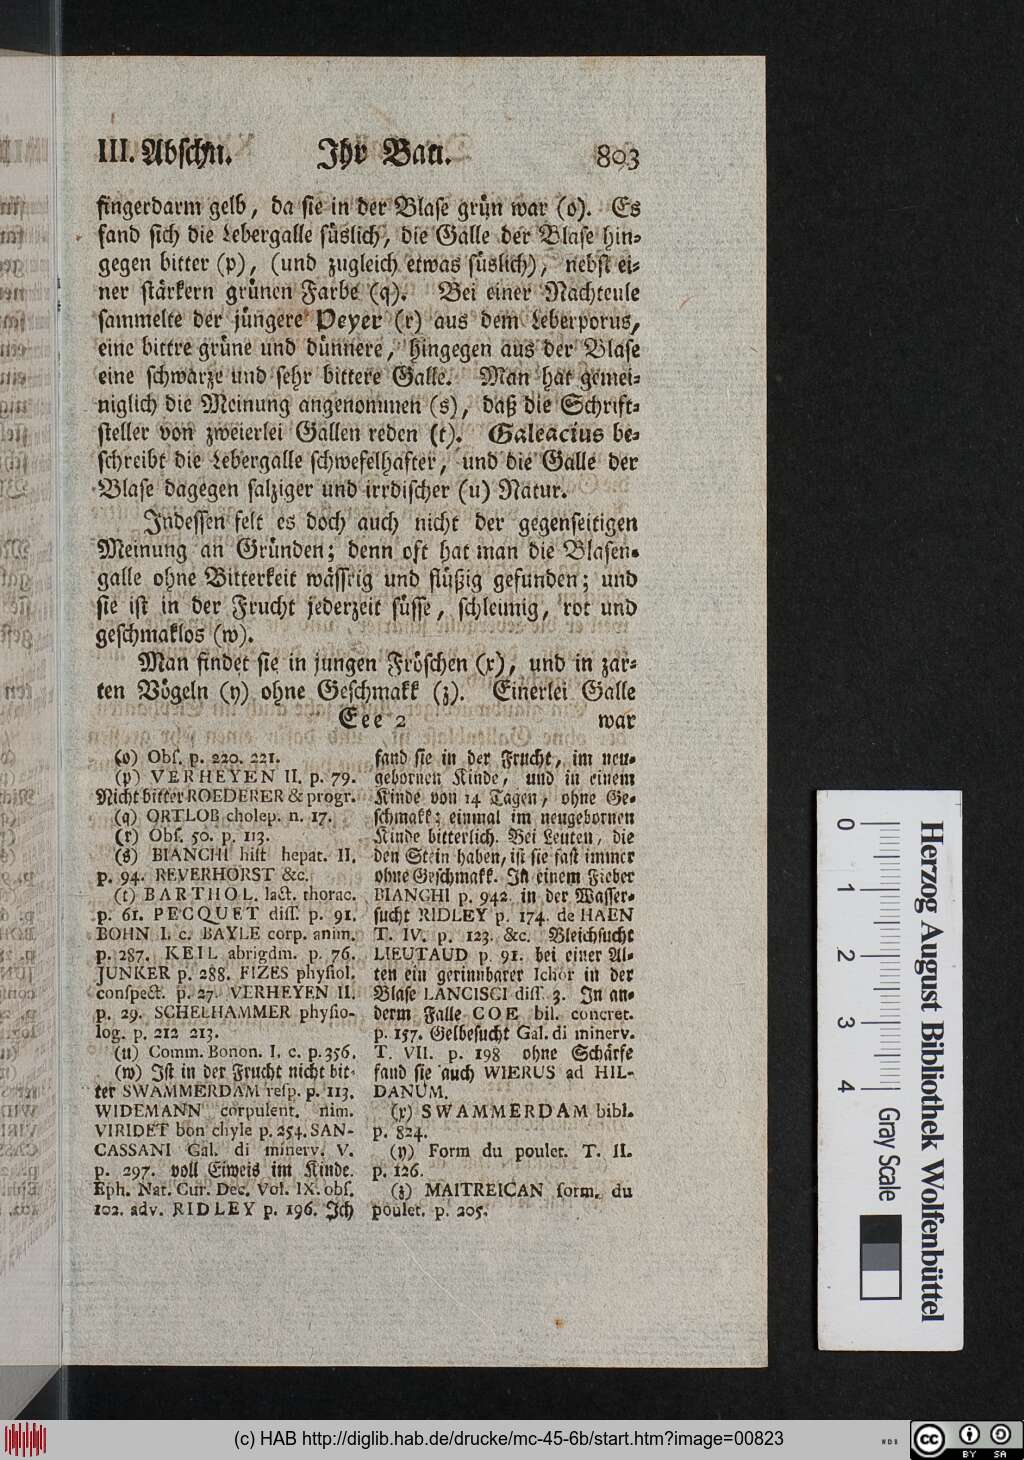 III. Abschn. Ihr Bau. 803
fingerdarm gelb, da sie in der Blase grün war (o). Es
fand sich die Lebergalle süslich, die Galle der Blase hin-
gegen bitter (p), (und zugleich etwas süslich), nebst ei-
ner stärkern grünen Farbe (q). Bei einer Nachteule
sammelte der jüngere Peyer (r) aus dem Leberporus,
eine bittre grüne und dünnere, hingegen aus der Blase
eine schwarze und sehr bittere Galle. Man hat gemei-
niglich die Meinung angenommen (s), daß die Schrift-
steller von zweierlei Gallen reden (t). Galeacius be-
schreibt die Lebergalle schwefelhafter, und die Galle der
Blase dagegen salziger und irrdischer (u) Natur.
Indessen felt es doch auch nicht der gegenseitigen
Meinung an Gründen; denn oft hat man die Blasen-
galle ohne Bitterkeit wässrig und flüßig gefunden; und
sie ist in der Frucht jederzeit süsse, schleimig, rot und
geschmaklos (w).
Man findet sie in jungen Fröschen (x), und in zar-
ten Vögeln (y) ohne Geschmakk (z). Einerlei Galle
Eee 2 war
(o) Obs. p. 220. 221.
(p) VERHEYEN II. p. 79.
Nicht bitter ROEDERER & progr.
(q) ORTLOB cholep. n. 17.
(r) Obs. 50. p. 113.
(s) BIANCHI hist hepat. II.
p. 94. REVERHORST &c.
(t) BARTHOL. lact. thorac.
p. 61. PECQUET diss. p. 91.
BOHN I. c. BAYLE corp. anim.
p. 287. KEIL abrigdm. p. 76.
JUNKER p. 288. FIZES physiol.
conspect. p. 27. VERHEYEN II.
p. 29. SCHELHAMMER physio-
log. p. 212 213.
(u) Comm. Bonon. I. c. p. 356.
(w) Ist in der Frucht nicht bit-
ter SWAMMERDAM resp. p. 113.
WIDEMANN corpulent. nim.
VIRIDET bon chyle p. 254. SAN-
CASSANI Gal. di minerv. V.
p. 297. voll Eiweis im Kinde.
Eph. Nat. Cur. Dec. Vol. IX. obs.
102. adv. RIDLEY p. 196. Ich
fand sie in der Frucht, im neu-
gebornen Kinde, und in einem
Kinde von 14 Tagen, ohne Ge-
schmakk; einmal im neugebornen
Kinde bitterlich. Bei Leuten, die
den Stein haben, ist sie fast immer
ohne Geschmakk. In einem Fieber
BIANCHI p. 942. in der Wasser-
sucht RIDLEY p. 174. de HAEN
T. IV. p. 123. &c. Bleichsucht
LIEUTAUD p. 91. bei einer Al-
ten ein gerinnbarer Ichor in der
Blase LANCISCI diss. 3. In an-
derm Falle COE bil. concret.
p. 157. Gelbesucht Gal. di minerv.
T. VII. p. 198 ohne Schärfe
fand sie auch WIERUS ad HIL-
DANUM.
(x) SWAMMERDAM bibl.
p. 824.
(y) Form du poulet. T. II.
p. 126.
(z) MAITREICAN form. du
poulet. p. 205.
0 1 2 3 4 Gray Scale
Herzog August Bibliothek Wolfenbüttel
(c) HAB http://diglib.hab.de/drucke/mc-45-6b/start.htm?image=00823
cc BY SA